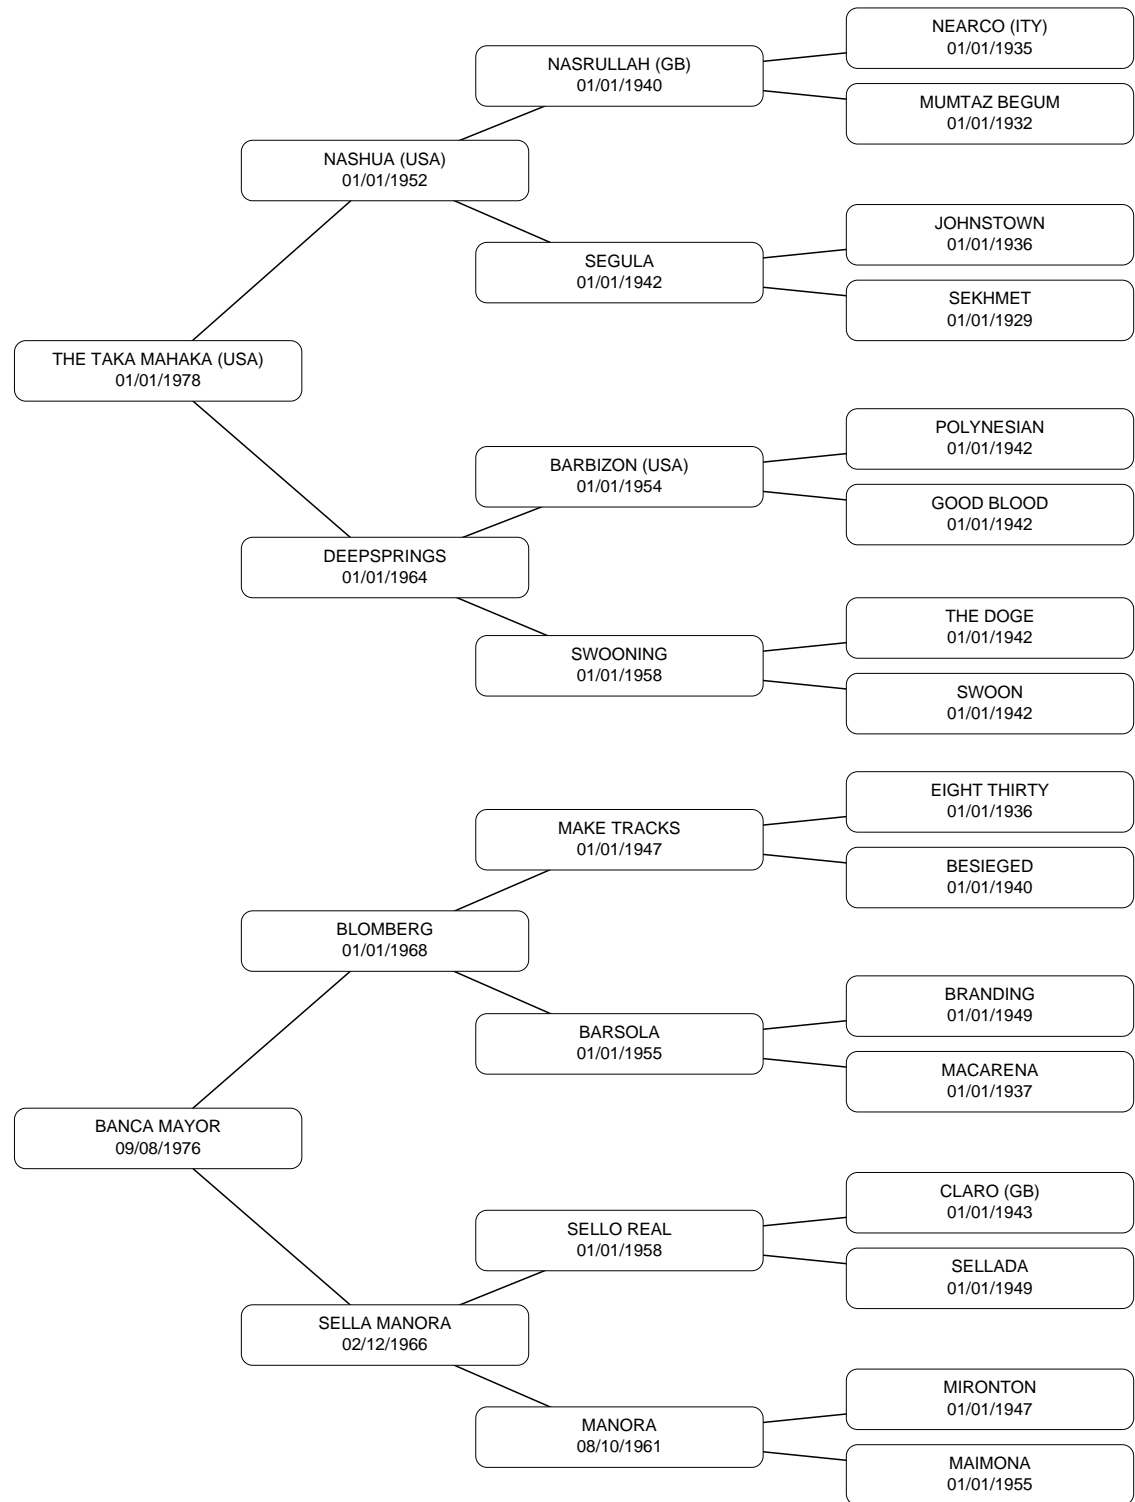 NEARCO (ITY)
01/01/1935
NASRULLAH (GB)
01/01/1940
MUMTAZ BEGUM
01/01/1932
NASHUA (USA)
01/01/1952
JOHNSTOWN
01/01/1936
SEGULA
01/01/1942
SEKHMET
01/01/1929
THE TAKA MAHAKA (USA)
01/01/1978
POLYNESIAN
01/01/1942
BARBIZON (USA)
01/01/1954
GOOD BLOOD
01/01/1942
DEEPSPRINGS
01/01/1964
THE DOGE
01/01/1942
SWOONING
01/01/1958
SWOON
01/01/1942
EIGHT THIRTY
01/01/1936
MAKE TRACKS
01/01/1947
BESIEGED
01/01/1940
BLOMBERG
01/01/1968
BRANDING
01/01/1949
BARSOLA
01/01/1955
MACARENA
01/01/1937
BANCA MAYOR
09/08/1976
CLARO (GB)
01/01/1943
SELLO REAL
01/01/1958
SELLADA
01/01/1949
SELLA MANORA
02/12/1966
MIRONTON
01/01/1947
MANORA
08/10/1961
MAIMONA
01/01/1955